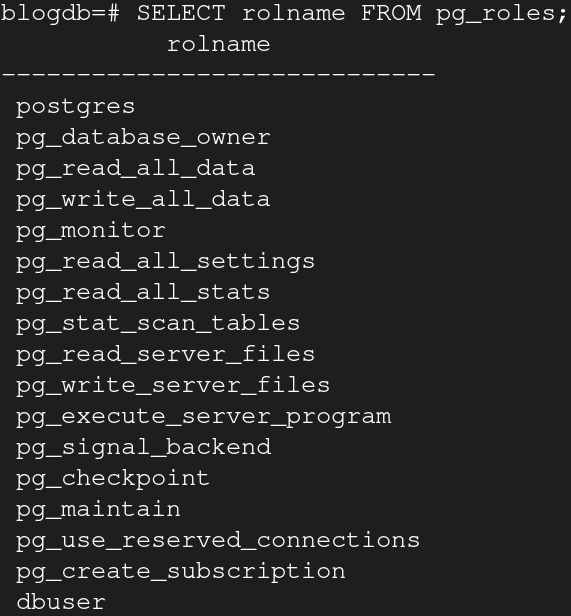 blogdb=# SELECT rolname FROM pg_roles;
rolname
-----------------------------
postgres
pg_database_owner
pg_read_all_data
pg_write_all_data
pg_monitor
pg_read_all_settings
pg_read_all_stats
pg_stat_scan_tables
pg_read_server_files
pg_write_server_files
pg_execute_server_program
pg_signal_backend
pg_checkpoint
pg_maintain
pg_use_reserved_connections
pg_create_subscription
dbuser